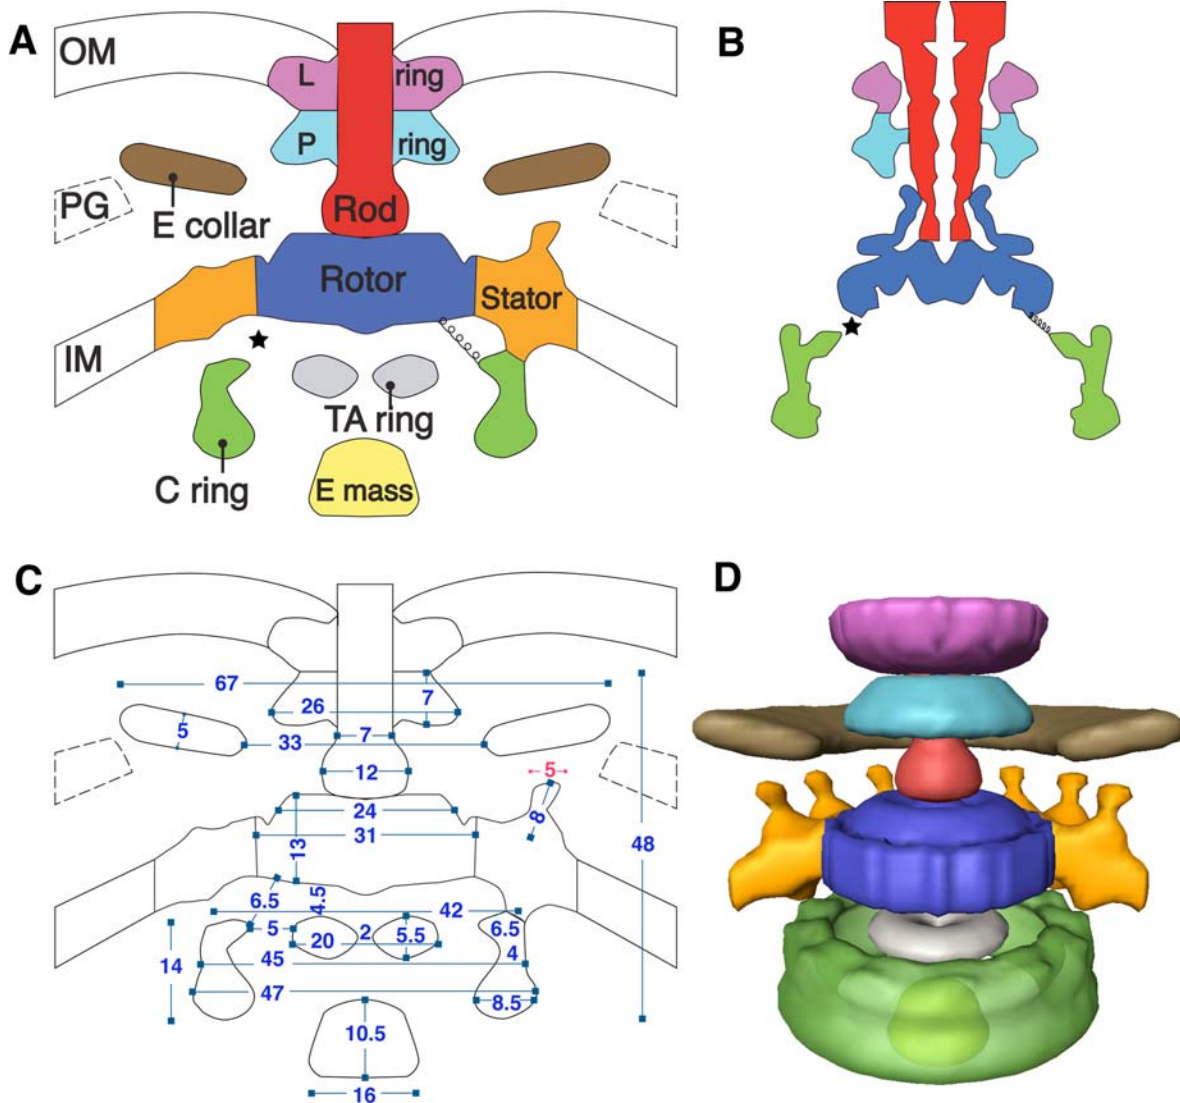 A
OM
L ring
P ring
PG
E collar
Rod
Rotor
Stator
IM
TA ring
C ring
E mass
B
C
67
26
7
5
33
7
12
5
24
8
31
13
48
6.5
4.5
42
5
20
2
5.5
6.5
14
45
4
47
8.5
10.5
16
D